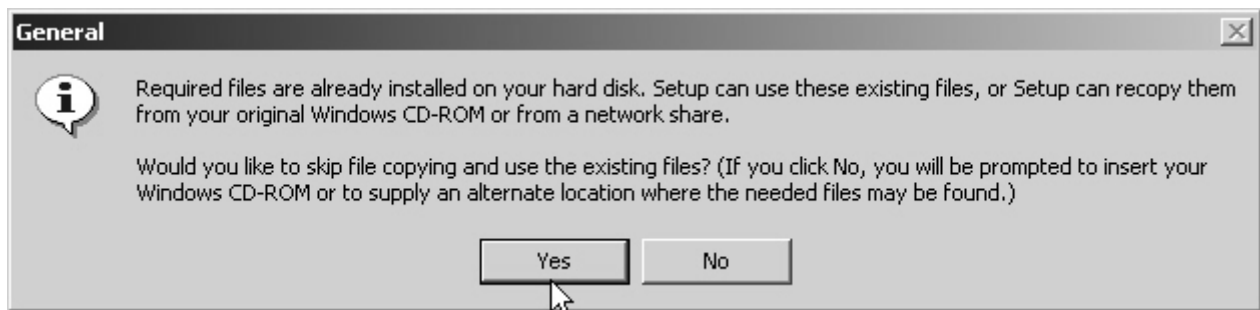 General
Required files are already installed on your hard disk. Setup can use these existing files, or Setup can recopy them
from your original Windows CD-ROM or from a network share.
Would you like to skip file copying and use the existing files? (If you click No, you will be prompted to insert your
Windows CD-ROM or to supply an alternate location where the needed files may be found.)
Yes No